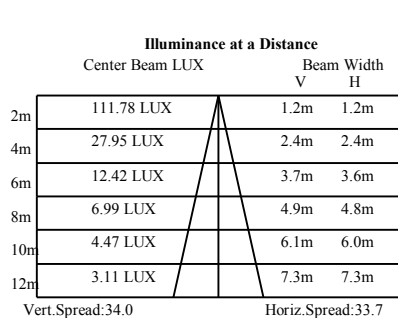 Illuminance at a Distance
Center Beam LUX Beam Width
V H
2m 111.78 LUX 1.2m 1.2m
4m 27.95 LUX 2.4m 2.4m
6m 12.42 LUX 3.7m 3.6m
8m 6.99 LUX 4.9m 4.8m
10m 4.47 LUX 6.1m 6.0m
12m 3.11 LUX 7.3m 7.3m
Vert.Spread:34.0 Horiz.Spread:33.7